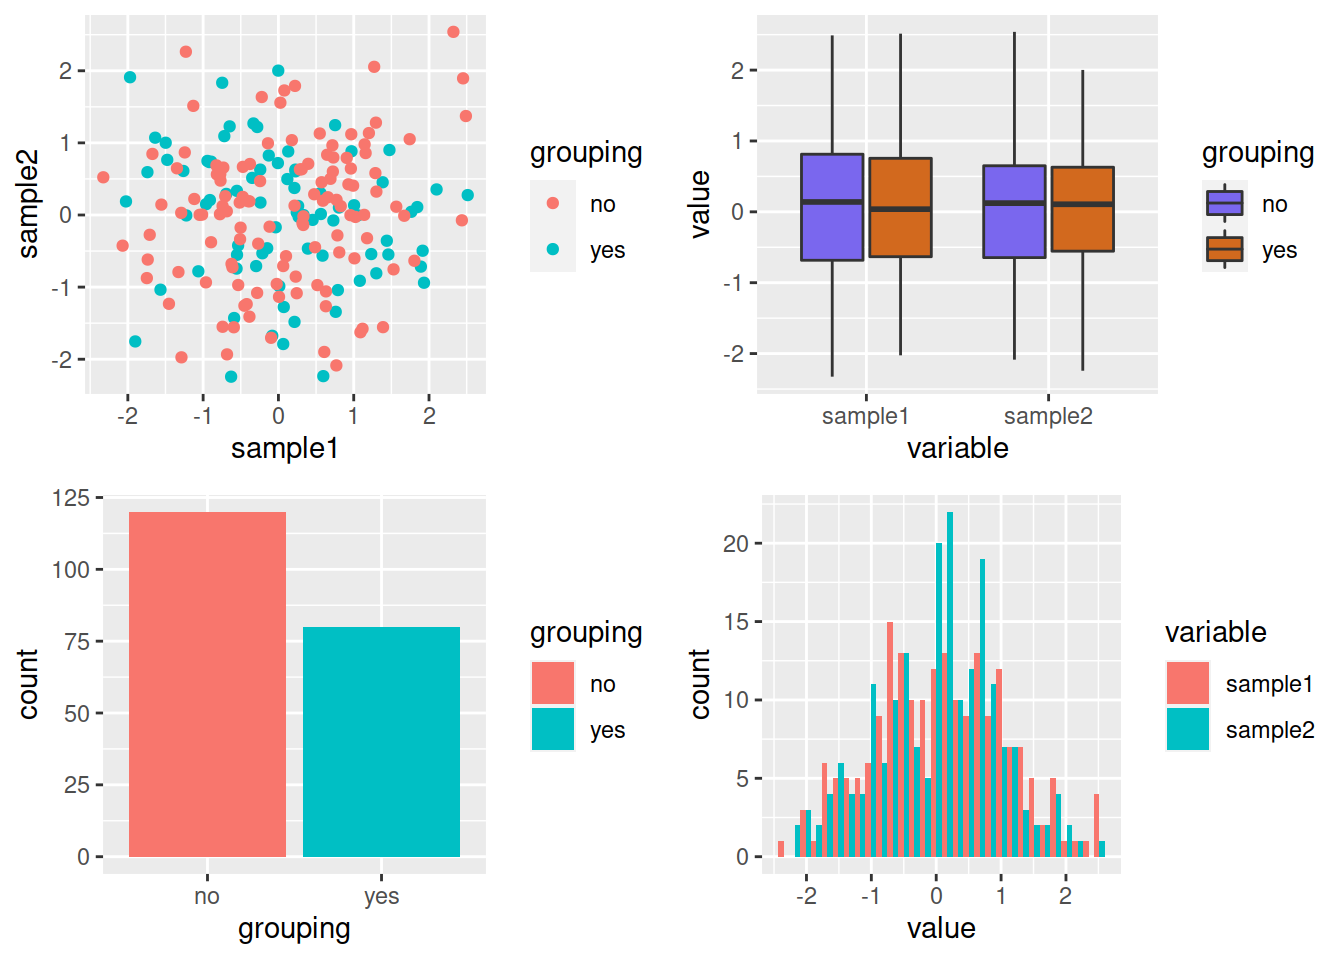 sample2
2
1
0
-1
-2
-2
-1
0
1
2
sample1
grouping
no
yes
value
2
1
0
-1
-2
sample1
sample2
variable
grouping
no
yes
count
125
100
75
50
25
0
no
yes
grouping
grouping
no
yes
count
20
15
10
5
0
-2
-1
0
1
2
value
variable
sample1
sample2